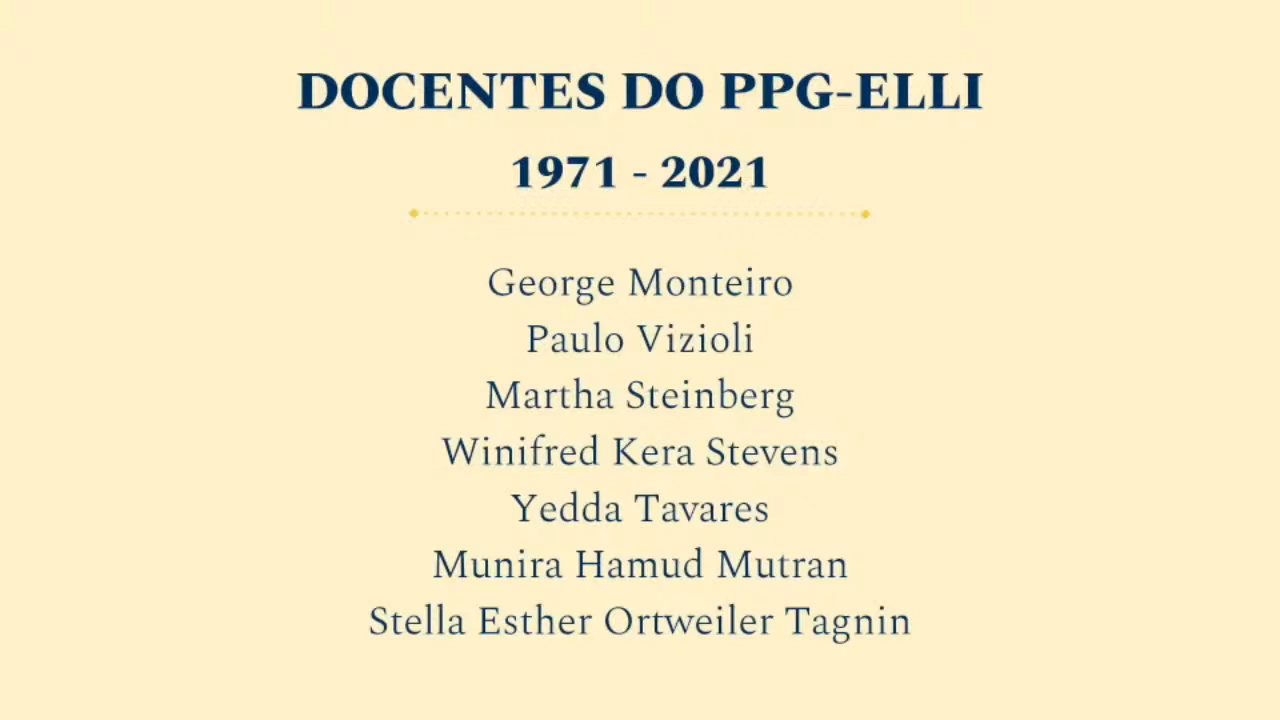 DOCENTES DO PPG-ELLI
1971 - 2021
George Monteiro
Paulo Vizioli
Martha Steinberg
Winifred Kera Stevens
Yedda Tavares
Munira Hamud Mutran
Stella Esther Ortweiler Tagnin